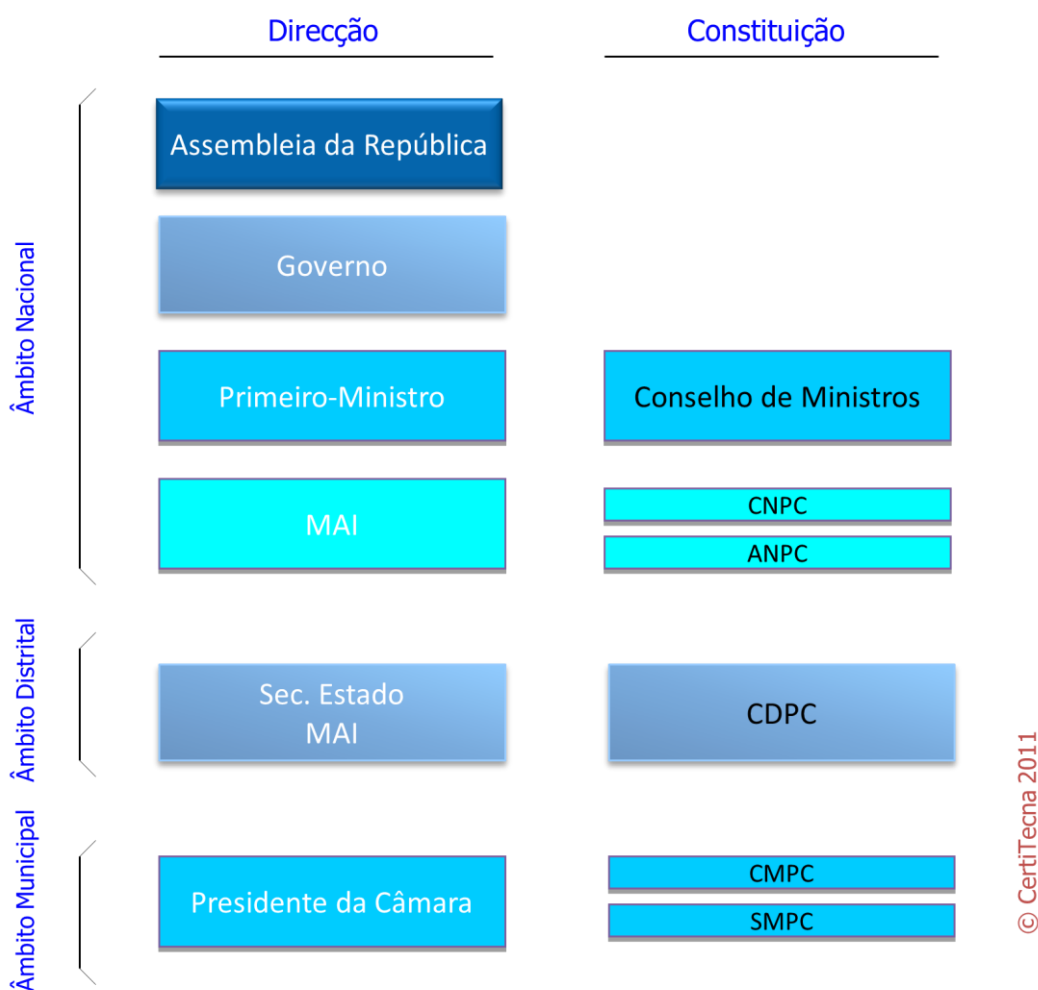 Direcção
Constituição
Âmbito Nacional
Assembleia da República
Governo
Primeiro-Ministro
Conselho de Ministros
MAI
CNPC
ANPC
Âmbito Distrital
Sec. Estado
MAI
CDPC
Âmbito Municipal
Presidente da Câmara
CMPC
SMPC
© CertiTecna 2011